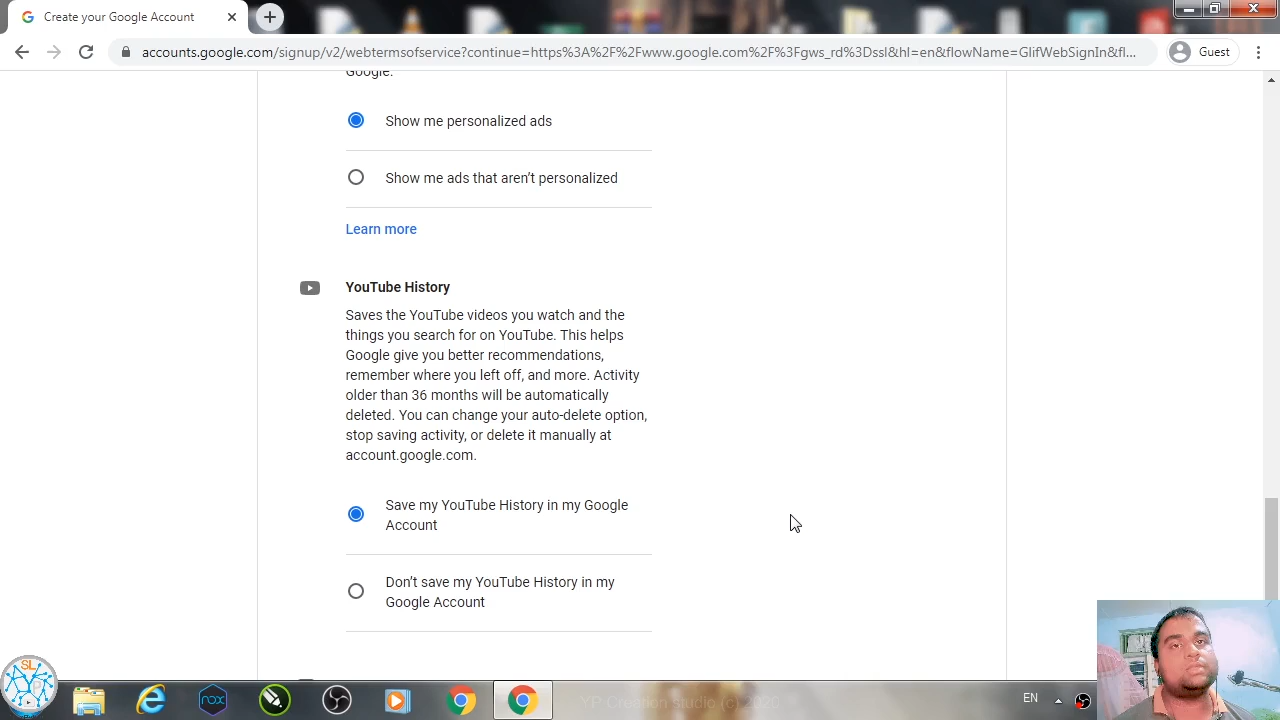 Create your Google Account
accounts.google.com/signup/v2/webtermsofservice?continue=https%3A%2F%2Fwww.google.com%2F%3Fgws_rd%3Dssl&hl=en&flowName=GlifWebSignIn&fl...
Guest
Google.
Show me personalized ads
Show me ads that aren't personalized
Learn more
YouTube History
Saves the YouTube videos you watch and the
things you search for on YouTube. This helps
Google give you better recommendations,
remember where you left off, and more. Activity
older than 36 months will be automatically
deleted. You can change your auto-delete option,
stop saving activity, or delete it manually at
account.google.com.
Save my YouTube History in my Google
Account
Don't save my YouTube History in my
Google Account
SL
P
nox
YP Creation studio (c) 2020
EN